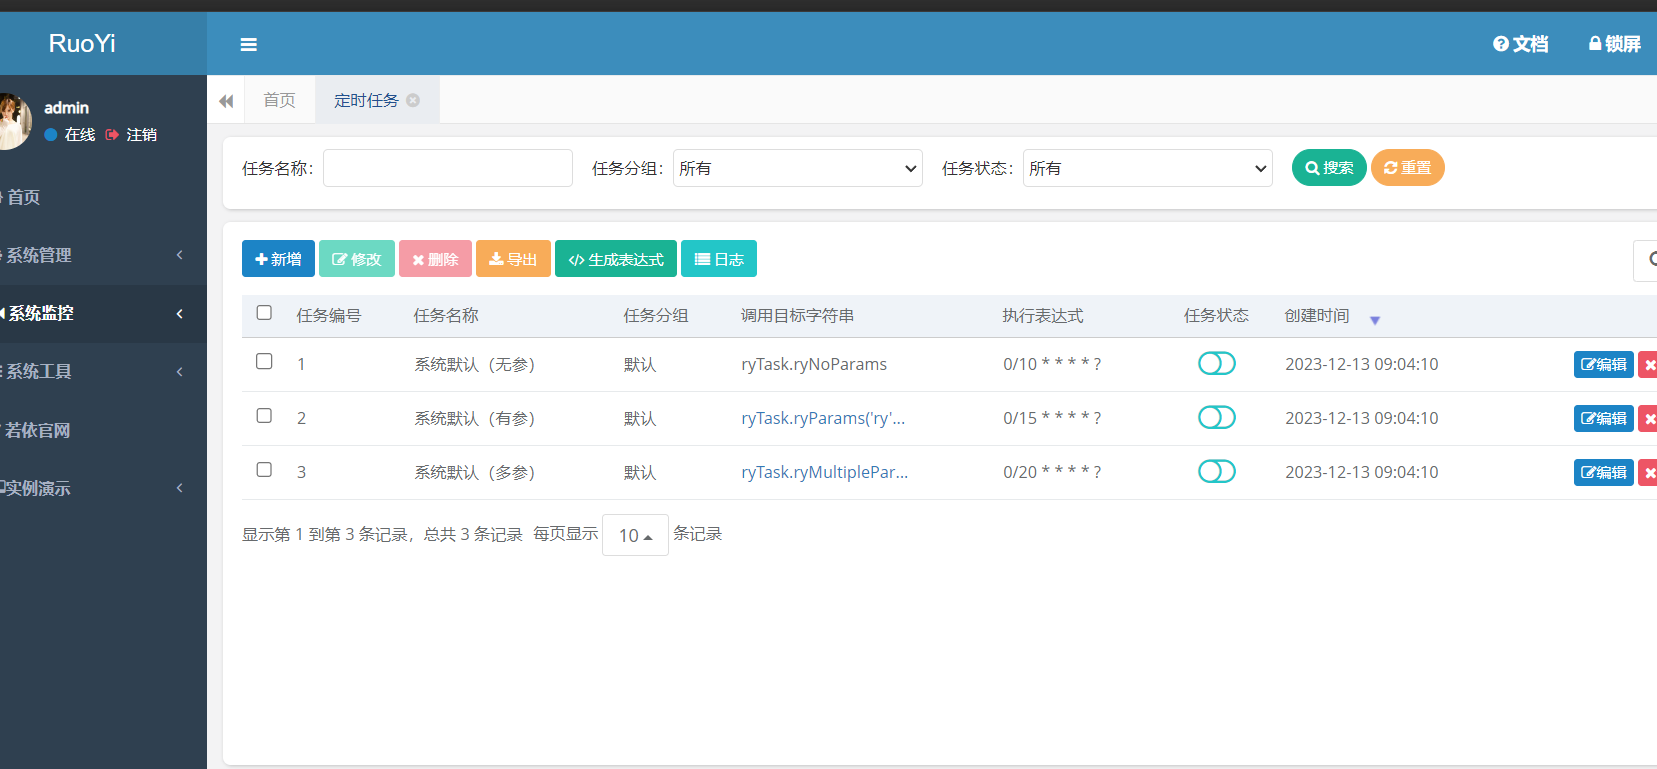 RuoYi
文档 锁屏
admin
在线 注销
首页 定时任务
任务名称： 任务分组： 所有 任务状态： 所有 搜索 重置
首页
系统管理
系统监控
系统工具
若依官网
实例演示
新增 修改 删除 导出 生成表达式 日志
任务编号 任务名称 任务分组 调用目标字符串 执行表达式 任务状态 创建时间
1 系统默认（无参） 默认 ryTask.ryNoParams 0/10 * * * * ? 2023-12-13 09:04:10 编辑
2 系统默认（有参） 默认 ryTask.ryParams('ry'... 0/15 * * * * ? 2023-12-13 09:04:10 编辑
3 系统默认（多参） 默认 ryTask.ryMultiplePar... 0/20 * * * * ? 2023-12-13 09:04:10 编辑
显示第 1 到第 3 条记录，总共 3 条记录 每页显示 10 条记录